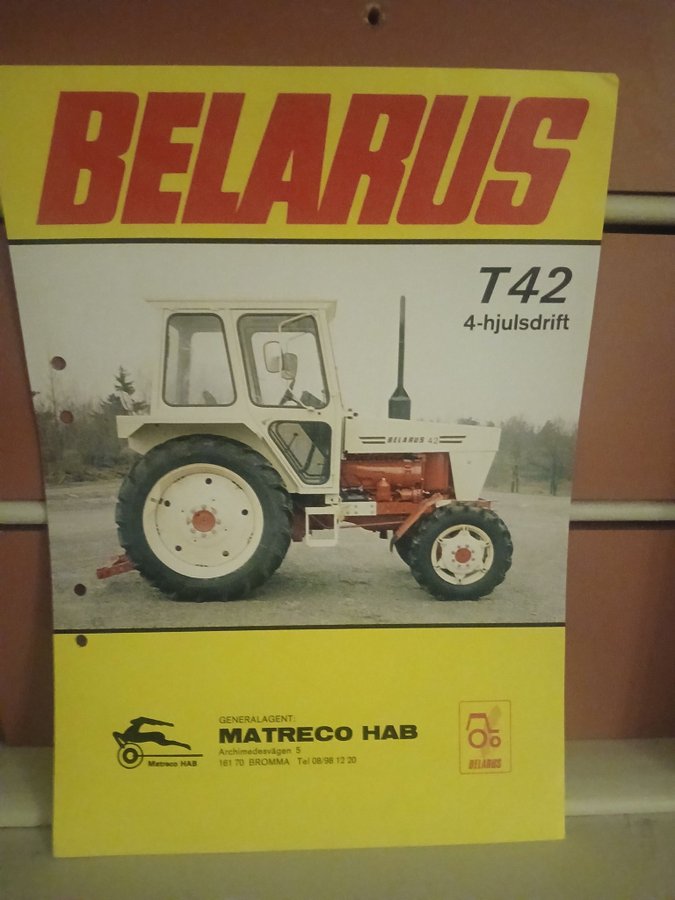 BELARUS
T42
4-hjulsdrift
BELARUS 42
GENERALAGENT:
MATRECO HAB
Archimedesvägen 5
161 70 BROMMA Tel 08/98 12 20
Matreco HAB
BELARUS